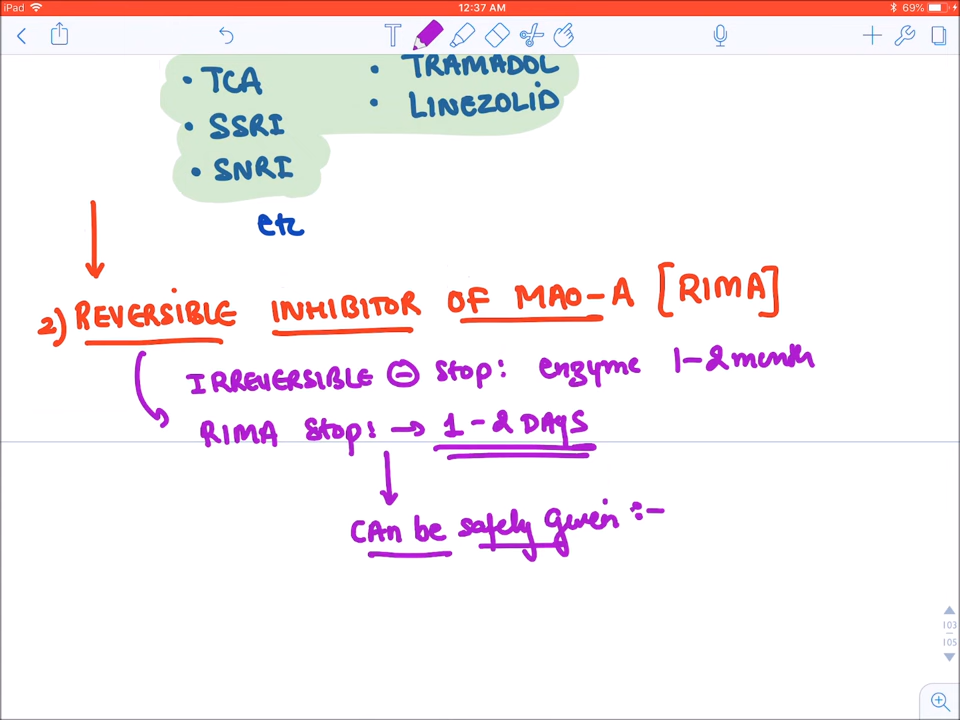 iPad 12:37 AM 69%
T
• TCA • TRAMADOL
• SSRI • LINEZOLID
• SNRI
etc
2) REVERSIBLE INHIBITOR OF MAO-A [RIMA]
IRREVERSIBLE ⊖ Stop: enzyme 1-2 month
RIMA Stop: → 1-2 DAYS
CAn be safely given :-
103
105